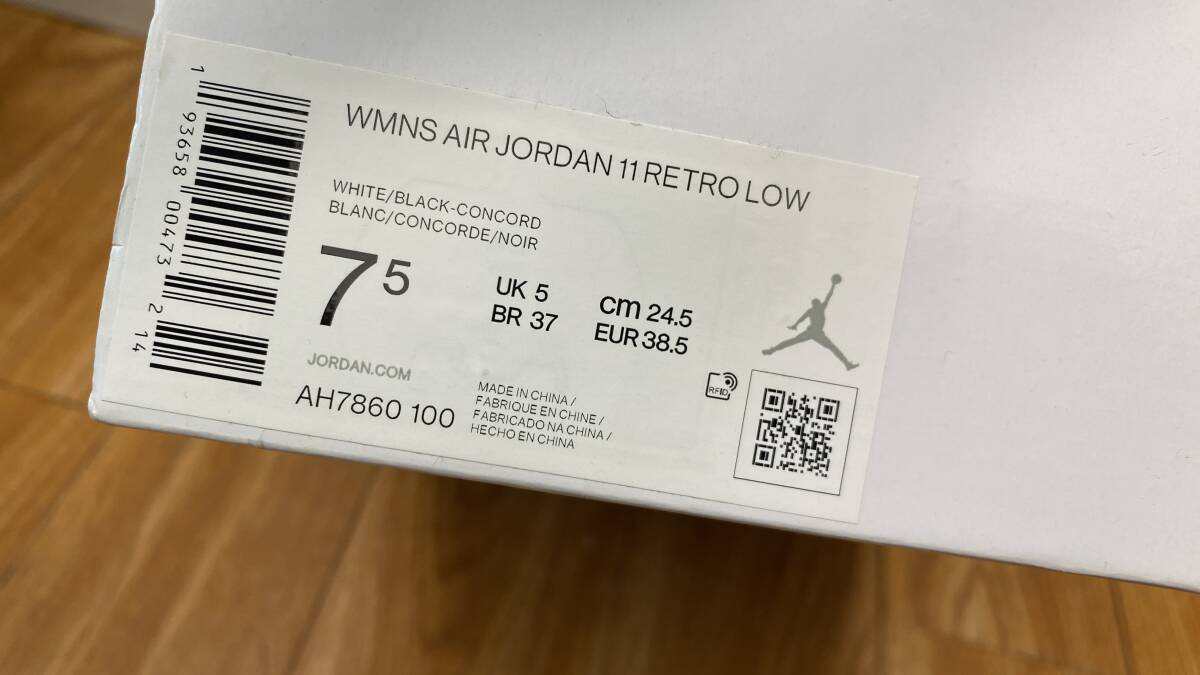 WMNS AIR JORDAN 11 RETRO LOW
WHITE/BLACK-CONCORD
BLANC/CONCORDE/NOIR
7 5
UK 5
BR 37
cm 24.5
EUR 38.5
JORDAN.COM
AH7860 100
MADE IN CHINA /
FABRIQUE EN CHINE /
FABRICADO NA CHINA /
HECHO EN CHINA
RFID
1 93658 00473 2 14